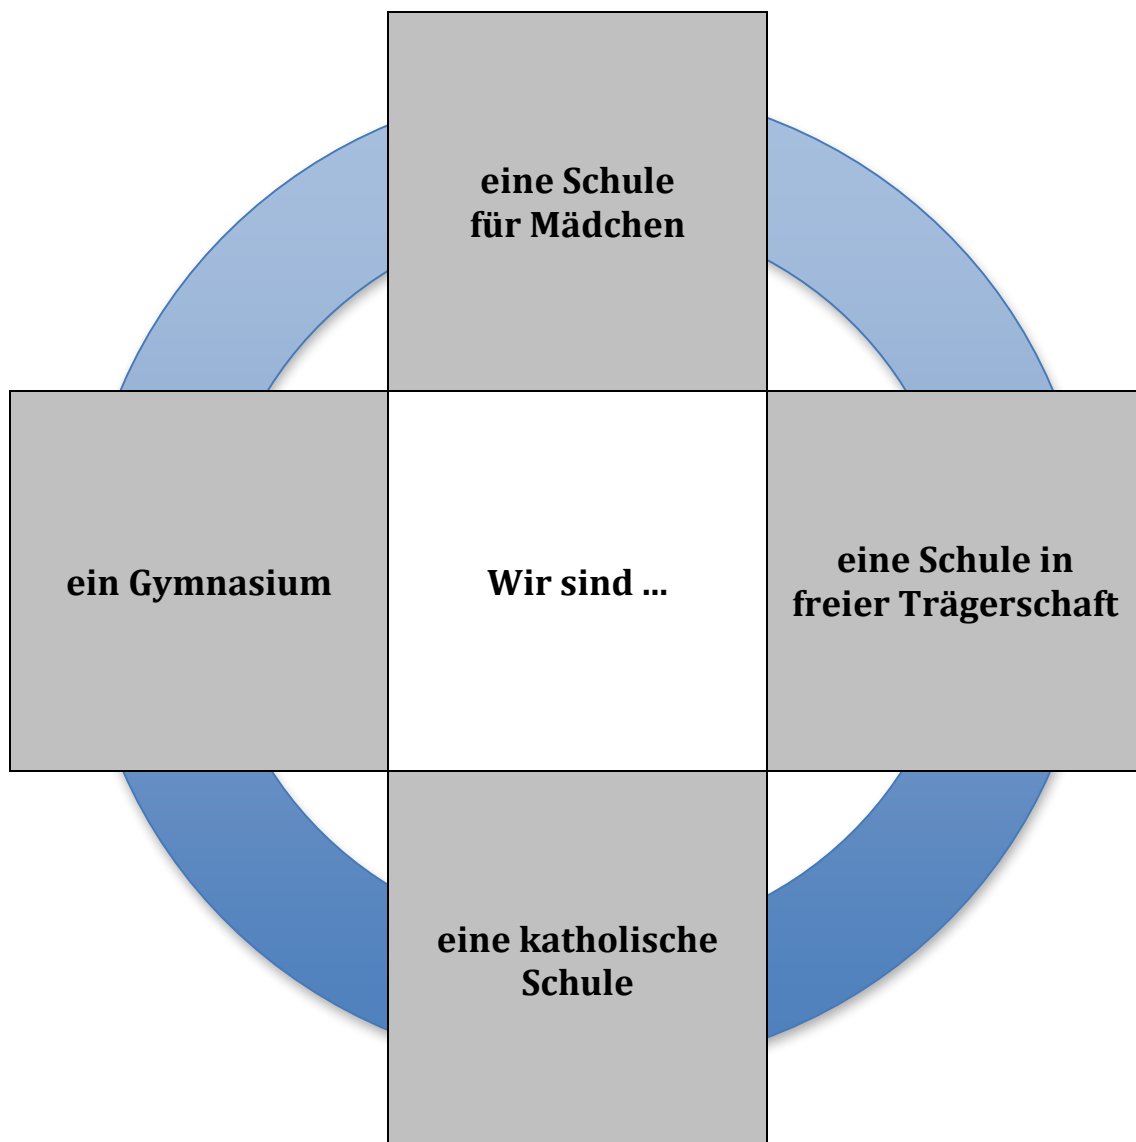 eine Schule
für Mädchen
ein Gymnasium
Wir sind ...
eine Schule in
freier Trägerschaft
eine katholische
Schule